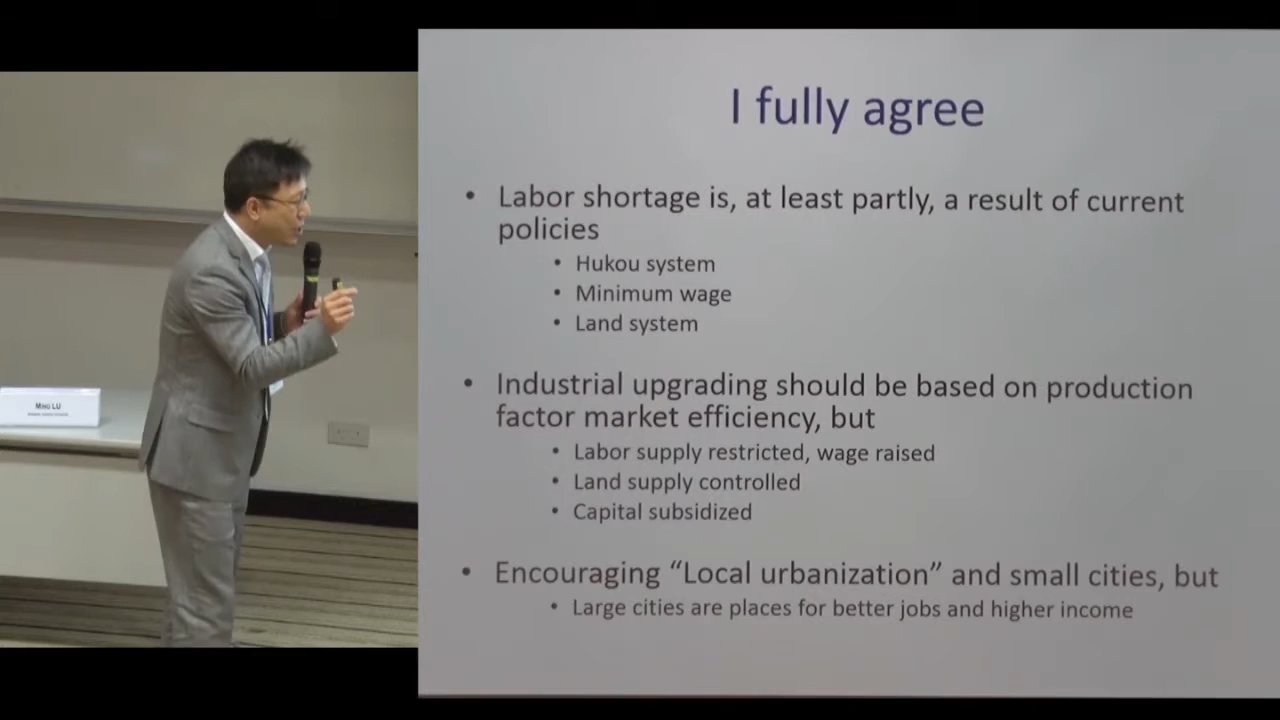 I fully agree
• Labor shortage is, at least partly, a result of current
policies
• Hukou system
• Minimum wage
• Land system
• Industrial upgrading should be based on production
factor market efficiency, but
• Labor supply restricted, wage raised
• Land supply controlled
• Capital subsidized
• Encouraging “Local urbanization” and small cities, but
• Large cities are places for better jobs and higher income
Ming LU